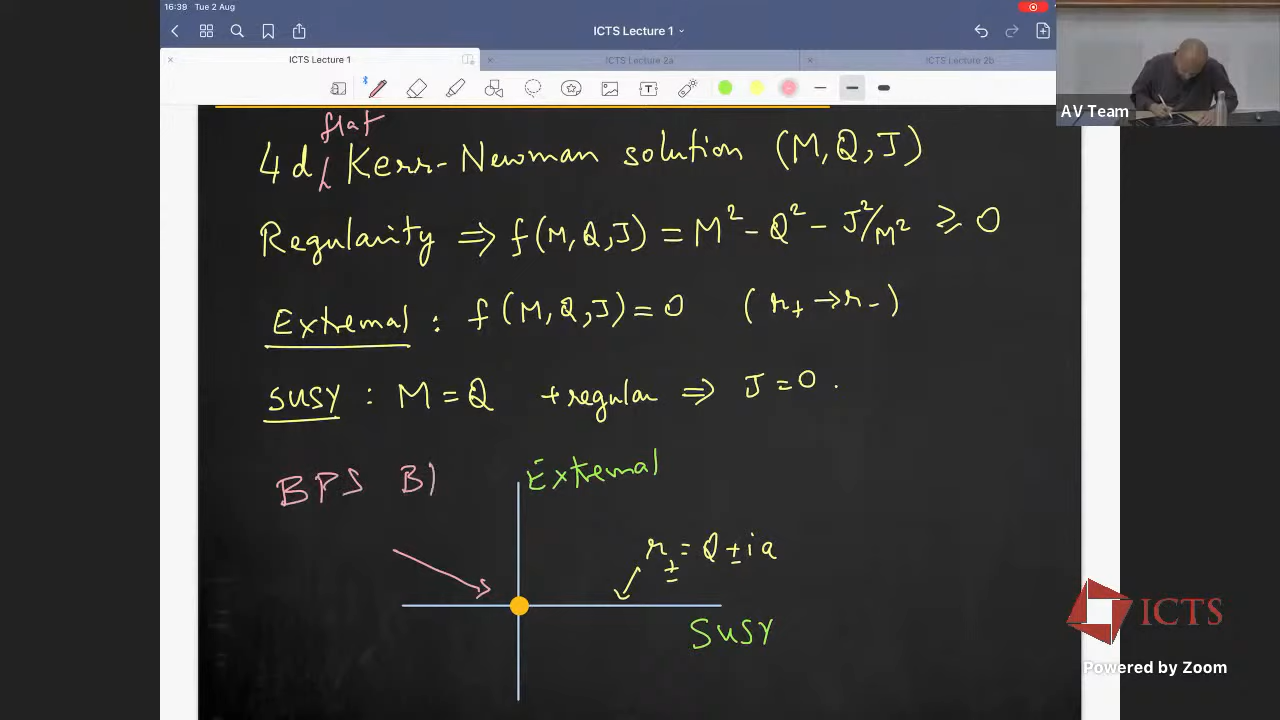 16:39 Tue 2 Aug
ICTS Lecture 1
ICTS Lecture 1 ICTS Lecture 2a ICTS Lecture 2b
AV Team
flat
4d Kerr-Newman solution (M, Q, J)
Regularity ⇒ f(M, Q, J) = M² - Q² - J²/M² ≥ 0
Extremal : f(M, Q, J) = 0 (r₊ → r₋)
SUSY : M = Q + regular ⇒ J = 0.
Extremal
BPS
r± = Q ± ia
SUSY
ICTS
Powered by Zoom